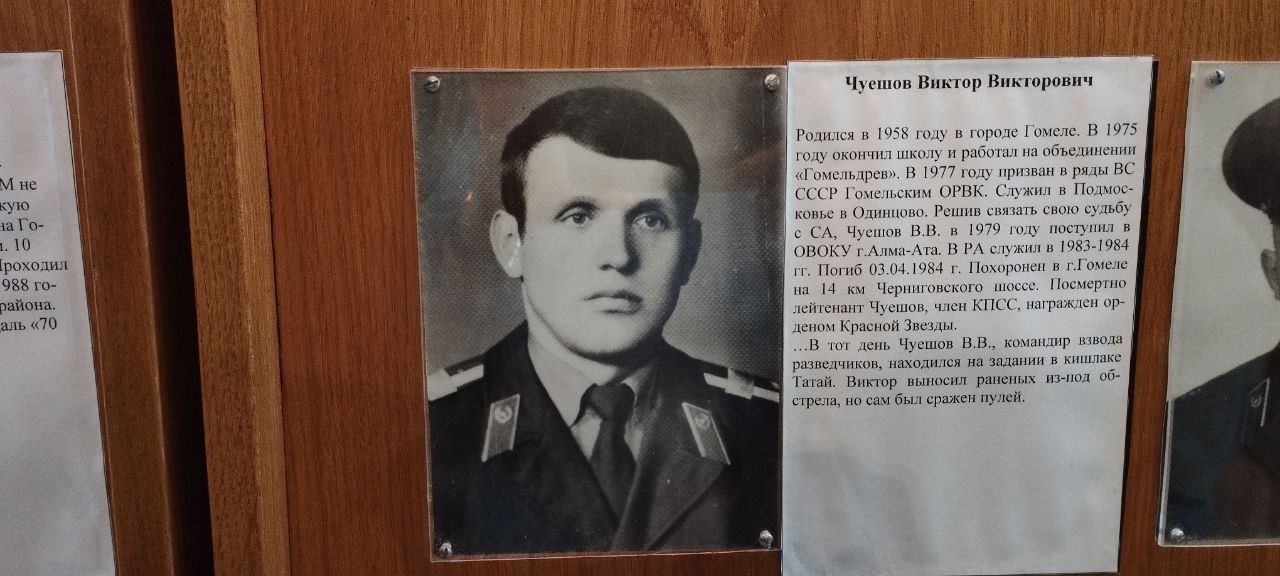 М не
кую
на Го-
. 10
Проходил
1988 го-
района.
аль «70
Чуешов Виктор Викторович
Родился в 1958 году в городе Гомеле. В 1975
году окончил школу и работал на объединении
«Гомельдрев». В 1977 году призван в ряды ВС
СССР Гомельским ОРВК. Служил в Подмос-
ковье в Одинцово. Решив связать свою судьбу
с СА, Чуешов В.В. в 1979 году поступил в
ОВОКУ г.Алма-Ата. В РА служил в 1983-1984
гг. Погиб 03.04.1984 г. Похоронен в г.Гомеле
на 14 км Черниговского шоссе. Посмертно
лейтенант Чуешов, член КПСС, награжден ор-
деном Красной Звезды.
…В тот день Чуешов В.В., командир взвода
разведчиков, находился на задании в кишлаке
Татай. Виктор выносил раненых из-под об-
стрела, но сам был сражен пулей.